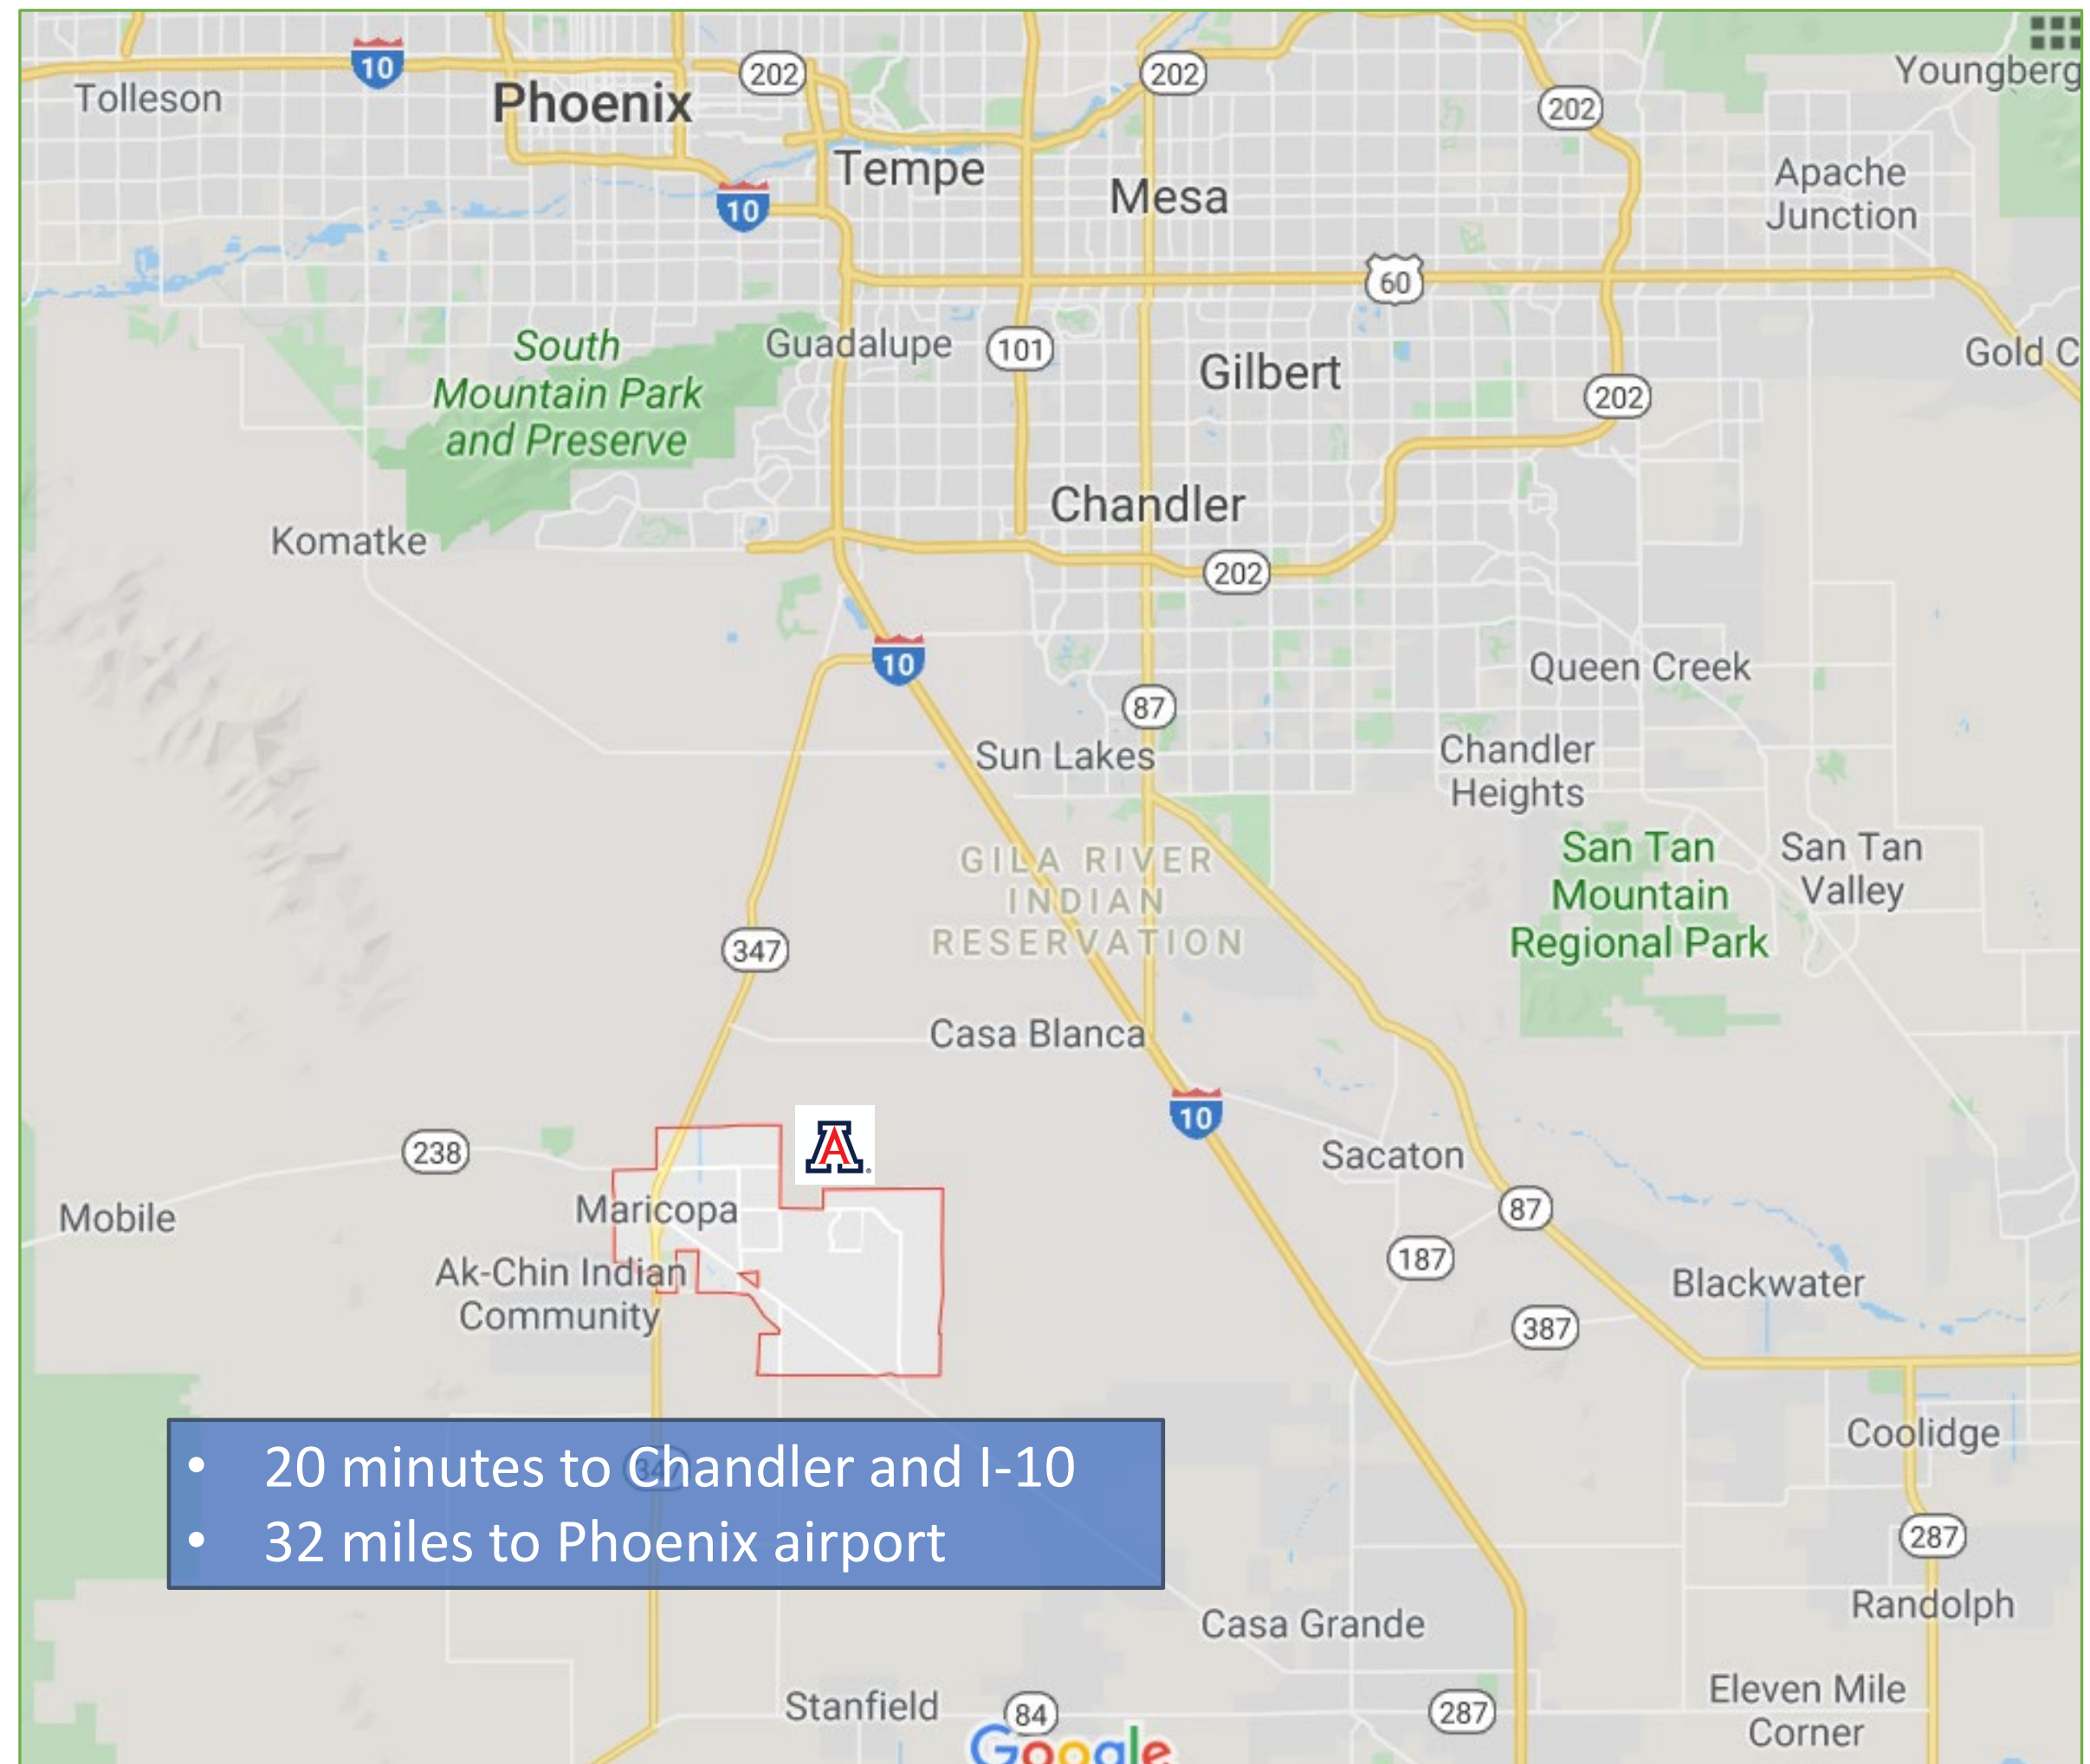 10
202
202
202
Youngberg
Tolleson
Phoenix
Tempe
Mesa
Apache
Junction
10
60
South
Mountain Park
and Preserve
Guadalupe
101
Gilbert
Gold C
202
Chandler
Komatke
202
10
Queen Creek
87
Sun Lakes
Chandler
Heights
GILA RIVER
INDIAN
RESERVATION
San Tan
Mountain
Regional Park
San Tan
Valley
347
Casa Blanca
10
A
238
Sacaton
Maricopa
Mobile
87
187
Ak-Chin Indian
Community
Blackwater
387
Coolidge
347
• 20 minutes to Chandler and I-10
• 32 miles to Phoenix airport
287
Randolph
Casa Grande
Stanfield
84
287
Eleven Mile
Corner
Google